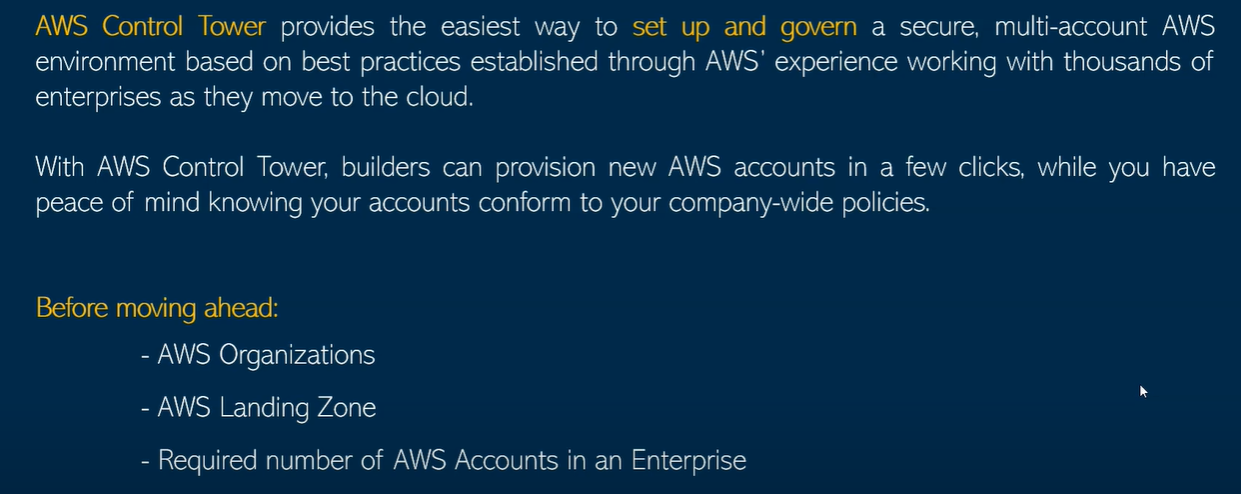 AWS Control Tower provides the easiest way to set up and govern a secure, multi-account AWS
environment based on best practices established through AWS' experience working with thousands of
enterprises as they move to the cloud.
With AWS Control Tower, builders can provision new AWS accounts in a few clicks, while you have
peace of mind knowing your accounts conform to your company-wide policies.
Before moving ahead:
- AWS Organizations
- AWS Landing Zone
- Required number of AWS Accounts in an Enterprise